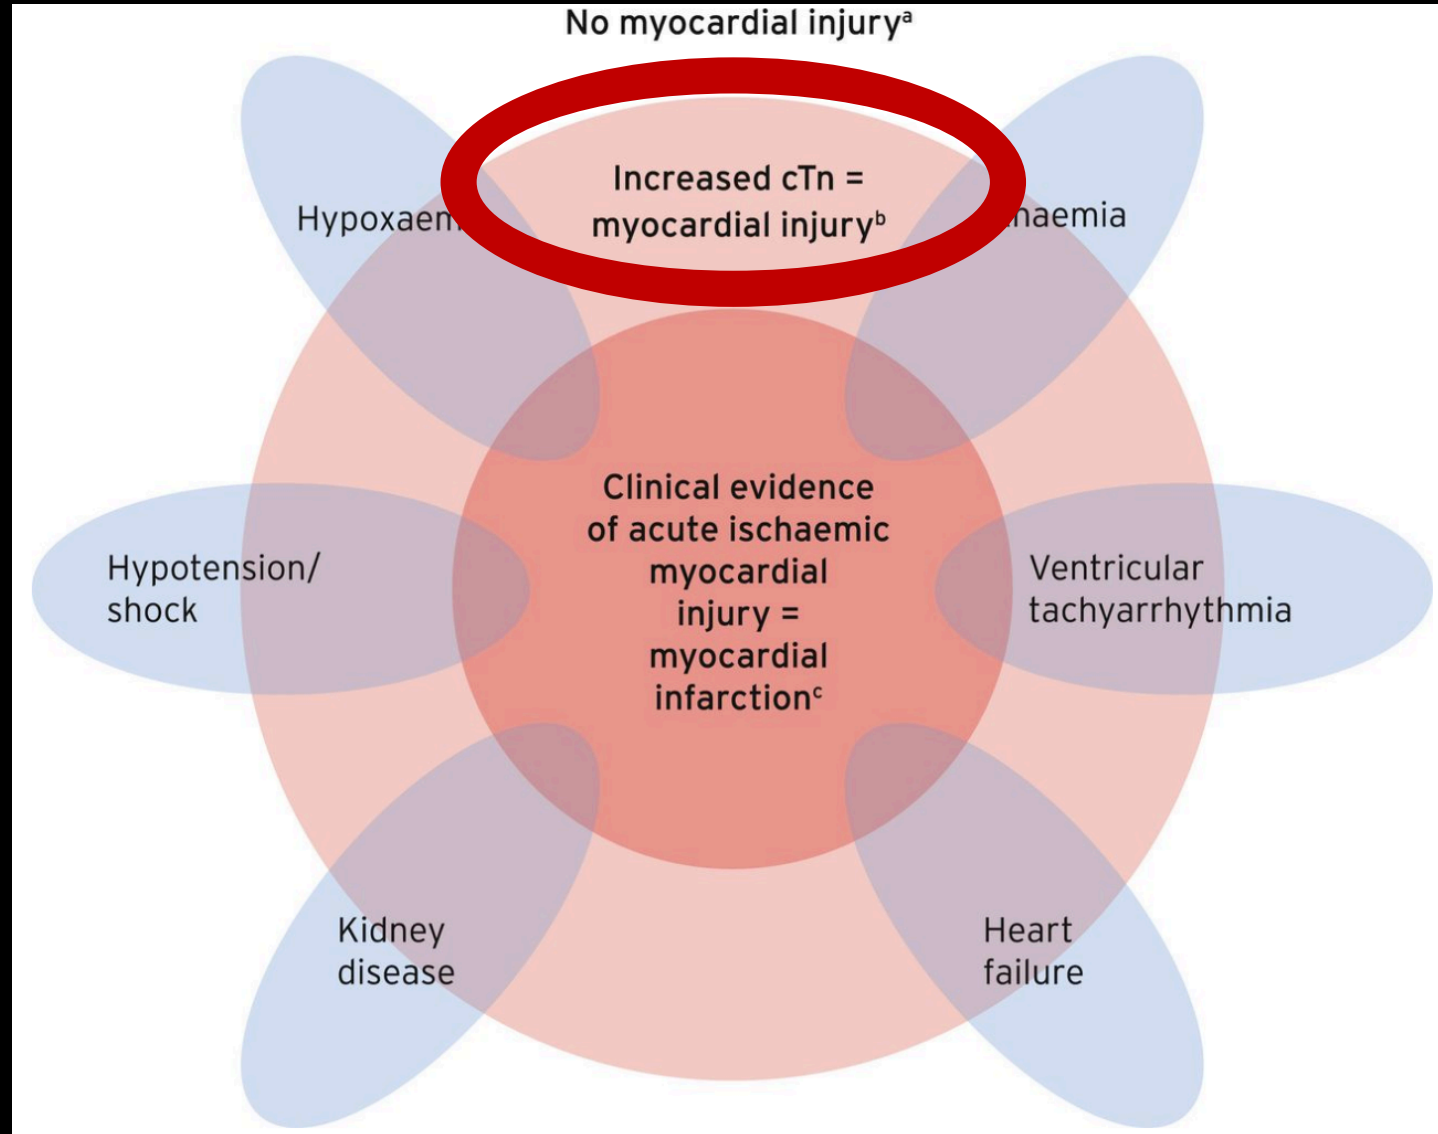 No myocardial injuryᵃ
Increased cTn =
myocardial injuryᵇ
Hypoxaem
naemia
Clinical evidence
of acute ischaemic
myocardial
injury =
myocardial
infarctionᶜ
Hypotension/
shock
Ventricular
tachyarrhythmia
Kidney
disease
Heart
failure